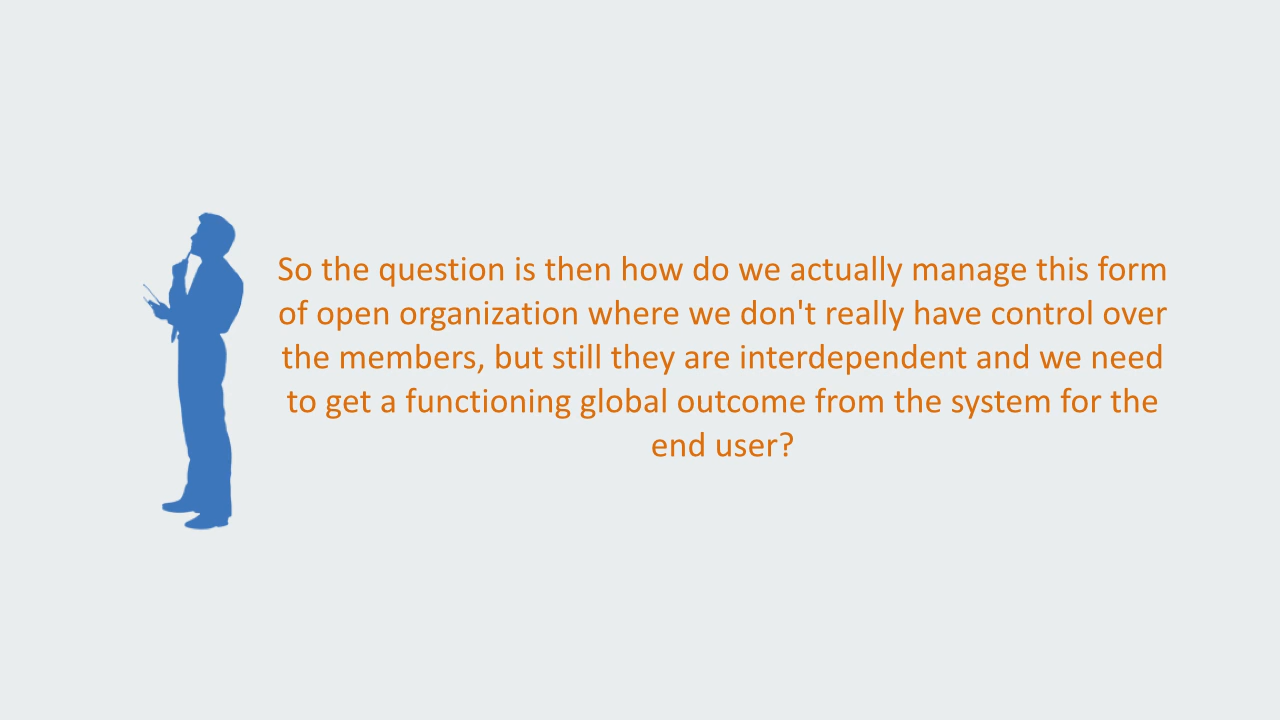 So the question is then how do we actually manage this form
of open organization where we don't really have control over
the members, but still they are interdependent and we need
to get a functioning global outcome from the system for the
end user?